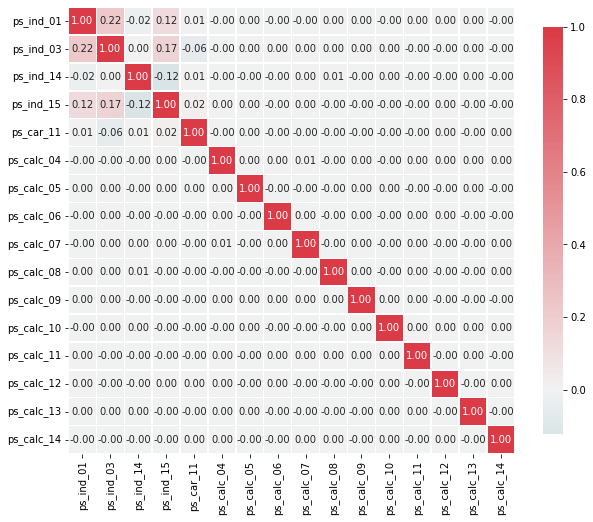 ps_ind_01 1.00 0.22 -0.02 0.12 0.01 -0.00 0.00 -0.00 -0.00 0.00 0.00 -0.00 0.00 -0.00 0.00 -0.00
ps_ind_03 0.22 1.00 0.00 0.17 -0.06 -0.00 0.00 -0.00 -0.00 0.00 0.00 -0.00 0.00 0.00 0.00 -0.00
ps_ind_14 -0.02 0.00 1.00 -0.12 0.01 0.00 0.00 -0.00 0.00 0.01 0.00 0.00 0.00 0.00 0.00 0.00
ps_ind_15 0.12 0.17 -0.12 1.00 0.02 -0.00 0.00 0.00 -0.00 -0.00 -0.00 -0.00 0.00 -0.00 -0.00 -0.00
ps_car_11 0.01 -0.06 0.01 0.02 1.00 -0.00 0.00 -0.00 0.00 -0.00 -0.00 0.00 -0.00 0.00 -0.00 -0.00
ps_calc_04 -0.00 -0.00 0.00 -0.00 -0.00 1.00 0.00 -0.00 0.01 0.00 -0.00 0.00 -0.00 -0.00 -0.00 -0.00
ps_calc_05 0.00 0.00 0.00 0.00 0.00 0.00 1.00 -0.00 -0.00 -0.00 0.00 -0.00 0.00 0.00 0.00 -0.00
ps_calc_06 -0.00 -0.00 -0.00 0.00 -0.00 -0.00 -0.00 1.00 -0.00 0.00 0.00 0.00 0.00 -0.00 -0.00 0.00
ps_calc_07 -0.00 -0.00 0.00 -0.00 0.00 0.01 -0.00 -0.00 1.00 -0.00 0.00 -0.00 -0.00 0.00 0.00 -0.00
ps_calc_08 0.00 0.00 0.01 -0.00 -0.00 0.00 -0.00 0.00 -0.00 1.00 0.00 0.00 0.00 -0.00 0.00 0.00
ps_calc_09 0.00 0.00 0.00 -0.00 -0.00 -0.00 0.00 0.00 0.00 0.00 1.00 -0.00 -0.00 0.00 -0.00 -0.00
ps_calc_10 -0.00 -0.00 0.00 -0.00 0.00 0.00 -0.00 0.00 -0.00 0.00 -0.00 1.00 -0.00 -0.00 -0.00 0.00
ps_calc_11 0.00 0.00 0.00 0.00 -0.00 -0.00 0.00 0.00 -0.00 0.00 -0.00 -0.00 1.00 -0.00 0.00 0.00
ps_calc_12 -0.00 0.00 0.00 -0.00 0.00 -0.00 0.00 -0.00 0.00 -0.00 0.00 -0.00 -0.00 1.00 -0.00 -0.00
ps_calc_13 0.00 0.00 0.00 -0.00 -0.00 -0.00 0.00 -0.00 0.00 0.00 -0.00 -0.00 0.00 -0.00 1.00 -0.00
ps_calc_14 -0.00 -0.00 0.00 -0.00 -0.00 -0.00 -0.00 0.00 -0.00 0.00 -0.00 0.00 0.00 -0.00 -0.00 1.00
ps_ind_01 ps_ind_03 ps_ind_14 ps_ind_15 ps_car_11 ps_calc_04 ps_calc_05 ps_calc_06 ps_calc_07 ps_calc_08 ps_calc_09 ps_calc_10 ps_calc_11 ps_calc_12 ps_calc_13 ps_calc_14
1.0
0.8
0.6
0.4
0.2
0.0